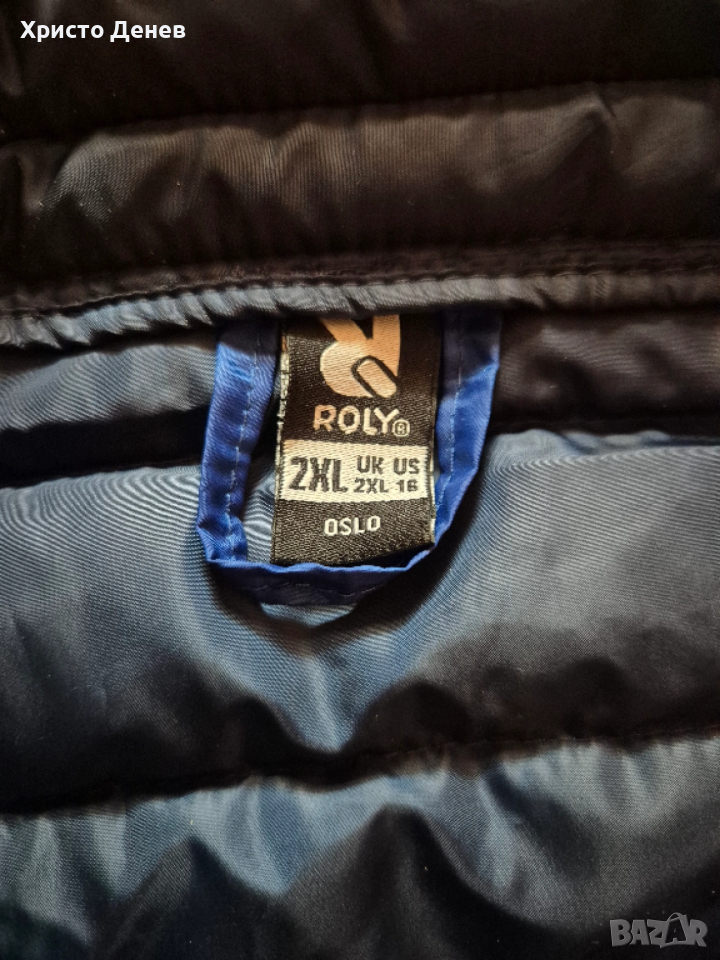 Христо Денев
ROLY®
2XL UK US
2XL 16
OSLO
BAZAR